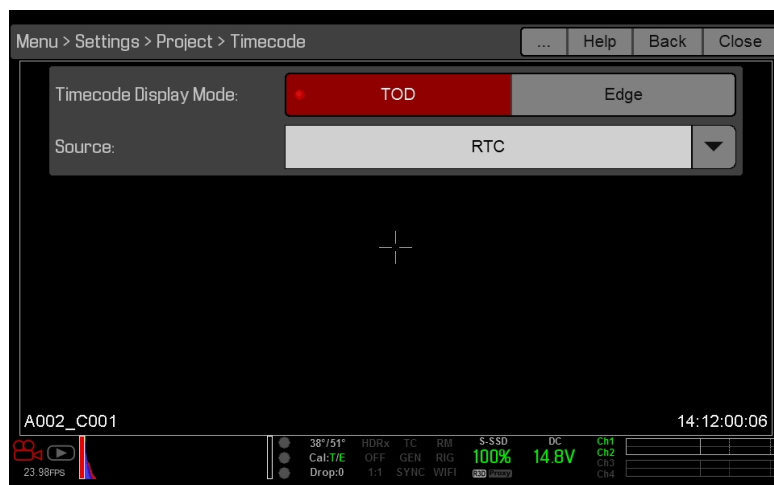 Menu > Settings > Project > Timecode ... Help Back Close
Timecode Display Mode: TOD Edge
Source: RTC
A002_C001 14:12:00:06
38°/51° HDRx TC RM S-SSD DC Ch1
Cal:T/E OFF GEN RIG 100% 14.8V Ch2
23.98FPS Drop:0 1:1 SYNC WIFI R3D Proxy Ch3
Ch4